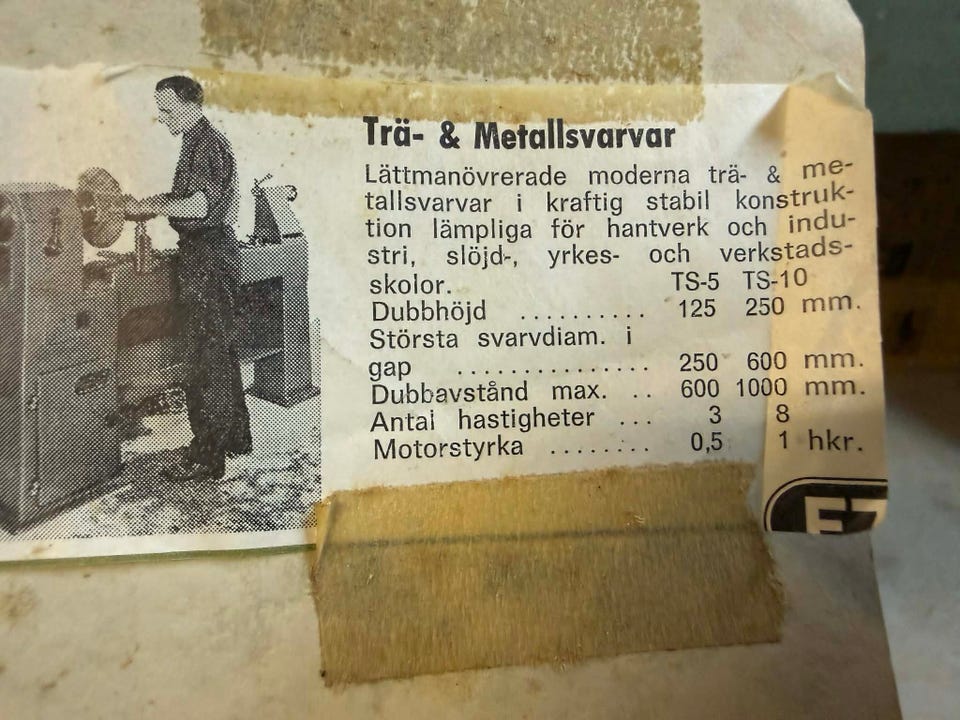 Trä- & Metallsvarvar
Lättmanövrerade moderna trä- & me-
tallsvarvar i kraftig stabil konstruk-
tion lämpliga för hantverk och indu-
stri, slöjd-, yrkes- och verkstads-
skolor. TS-5 TS-10
Dubbhöjd .......... 125 250 mm.
Största svarvdiam. i
gap ............... 250 600 mm.
Dubbavstånd max. .. 600 1000 mm.
Antal hastigheter ... 3 8
Motorstyrka ........ 0,5 1 hkr.